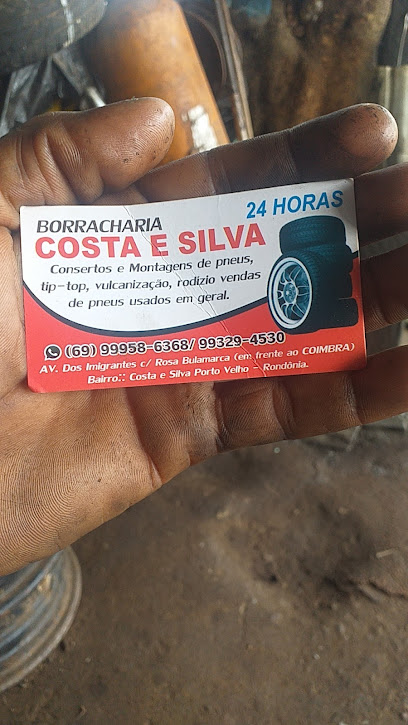 24 HORAS
BORRACHARIA
COSTA E SILVA
Consertos e Montagens de pneus,
tip-top, vulcanização, rodizio vendas
de pneus usados em geral.
(69) 99958-6368/ 99329-4530
AV. Dos Imigrantes c/ Rosa Bulamarca (em frente ao COIMBRA)
Bairro:: Costa e Silva Porto Velho - Rondônia.